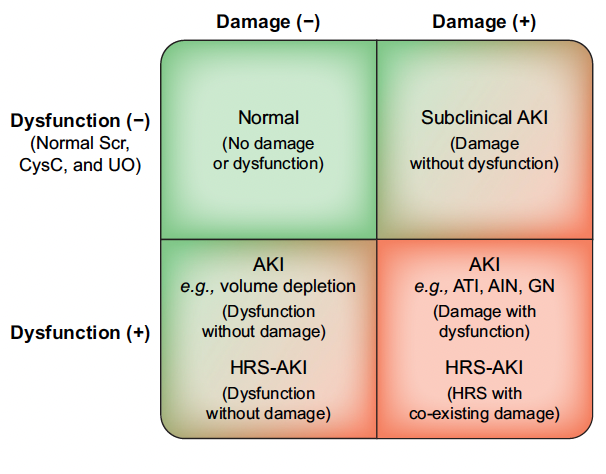 Damage (−)
Damage (+)
Dysfunction (−)
(Normal Scr,
CysC, and UO)
Normal
(No damage
or dysfunction)
Subclinical AKI
(Damage
without dysfunction)
Dysfunction (+)
AKI
e.g., volume depletion
(Dysfunction
without damage)
HRS-AKI
(Dysfunction
without damage)
AKI
e.g., ATI, AIN, GN
(Damage with
dysfunction)
HRS-AKI
(HRS with
co-existing damage)